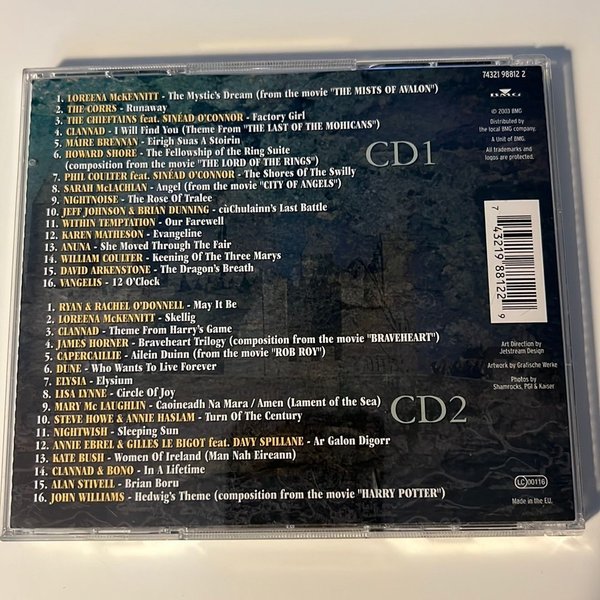 74321 98812 2
BMG
℗ © 2003 BMG
Distributed by
the local BMG company.
A Unit of BMG.
All trademarks and
logos are protected.
1. LOREENA McKENNITT - The Mystic's Dream (from the movie "THE MISTS OF AVALON")
2. THE CORRS - Runaway
3. THE CHIEFTAINS feat. SINÉAD O'CONNOR - Factory Girl
4. CLANNAD - I Will Find You (Theme From "THE LAST OF THE MOHICANS")
5. MÁIRE BRENNAN - Eirigh Suas A Stoirin
6. HOWARD SHORE - The Fellowship of the Ring Suite
(composition from the movie "THE LORD OF THE RINGS")
7. PHIL COULTER feat. SINÉAD O'CONNOR - The Shores Of The Swilly
8. SARAH McLACHLAN - Angel (from the movie "CITY OF ANGELS")
9. NIGHTNOISE - The Rose Of Tralee
10. JEFF JOHNSON & BRIAN DUNNING - cùChulainn's Last Battle
11. WITHIN TEMPTATION - Our Farewell
12. KAREN MATHESON - Evangeline
13. ANUNA - She Moved Through The Fair
14. WILLIAM COULTER - Keening Of The Three Marys
15. DAVID ARKENSTONE - The Dragon's Breath
16. VANGELIS - 12 O'Clock
CD1
7 43219 88122 9
1. RYAN & RACHEL O'DONNELL - May It Be
2. LOREENA McKENNITT - Skellig
3. CLANNAD - Theme From Harry's Game
4. JAMES HORNER - Braveheart Trilogy (composition from the movie "BRAVEHEART")
5. CAPERCAILLIE - Ailein Duinn (from the movie "ROB ROY")
6. DUNE - Who Wants To Live Forever
7. ELYSIA - Elysium
8. LISA LYNNE - Circle Of Joy
9. MARY Mc LAUGHLIN - Caoineadh Na Mara / Amen (Lament of the Sea)
10. STEVE HOWE & ANNIE HASLAM - Turn Of The Century
11. NIGHTWISH - Sleeping Sun
12. ANNIE EBREL & GILLES LE BIGOT feat. DAVY SPILLANE - Ar Galon Digorr
13. KATE BUSH - Women Of Ireland (Man Nah Eireann)
14. CLANNAD & BONO - In A Lifetime
15. ALAN STIVELL - Brian Boru
16. JOHN WILLIAMS - Hedwig's Theme (composition from the movie "HARRY POTTER")
CD2
Art Direction by
Jetstream Design
Artwork by Grafische Werke
Photos by
Shamrocks, PGI & Kaiser
LC 00116
Made in the EU.